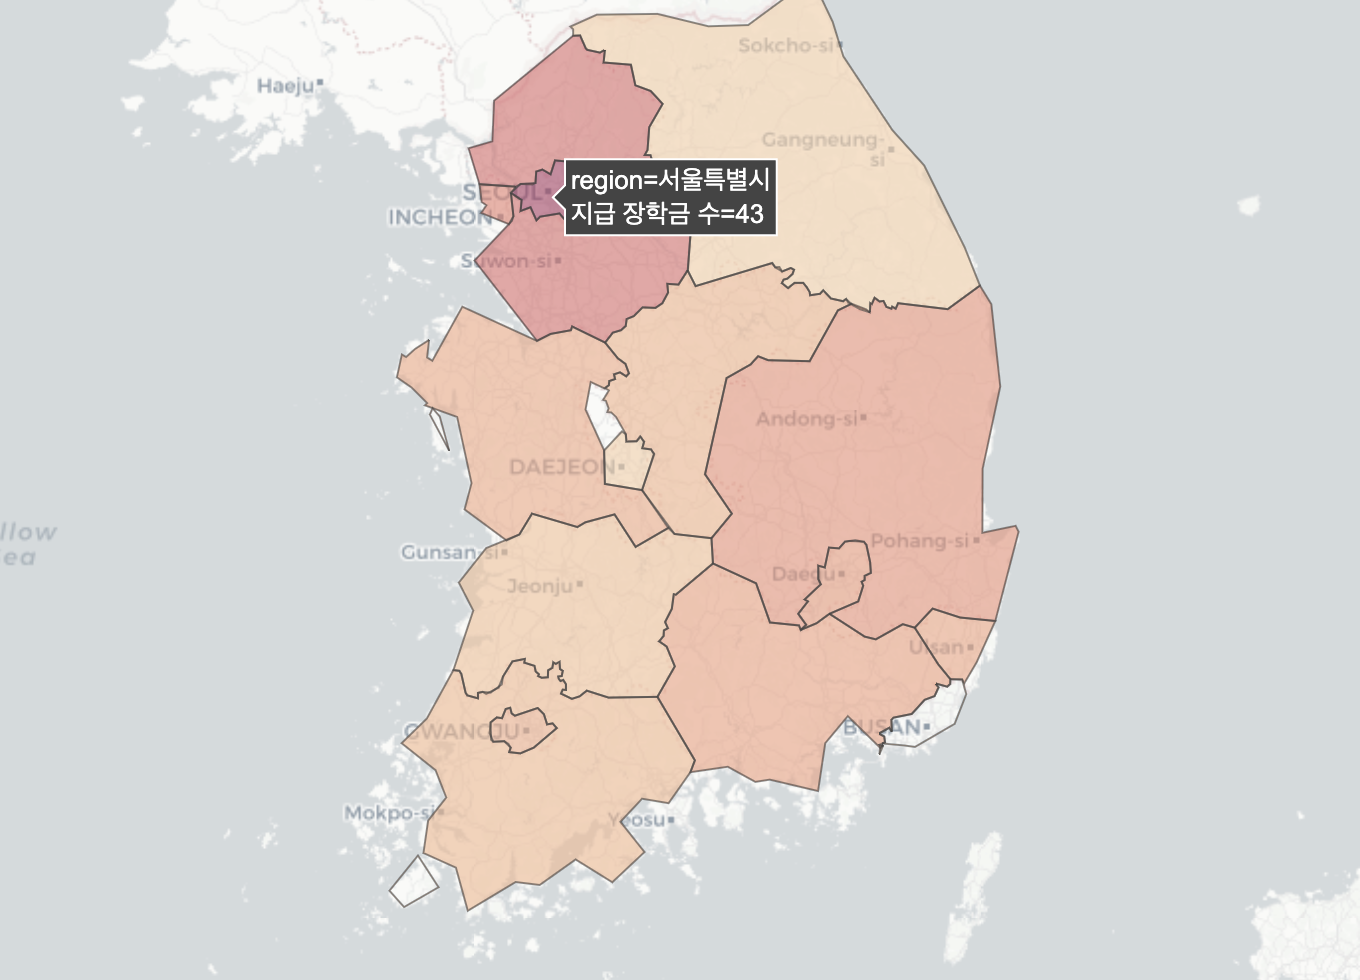 Sokcho-si
Haeju
Gangneung-
si
region=서울특별시
지급 장학금 수=43
SEOUL
INCHEON
Suwon-si
Andong-si
DAEJEON
Pohang-si
llow
ea
Gunsan-si
Daegu
Jeonju
Ulsan
GWANGJU
BUSAN
Mokpo-si
Yeosu